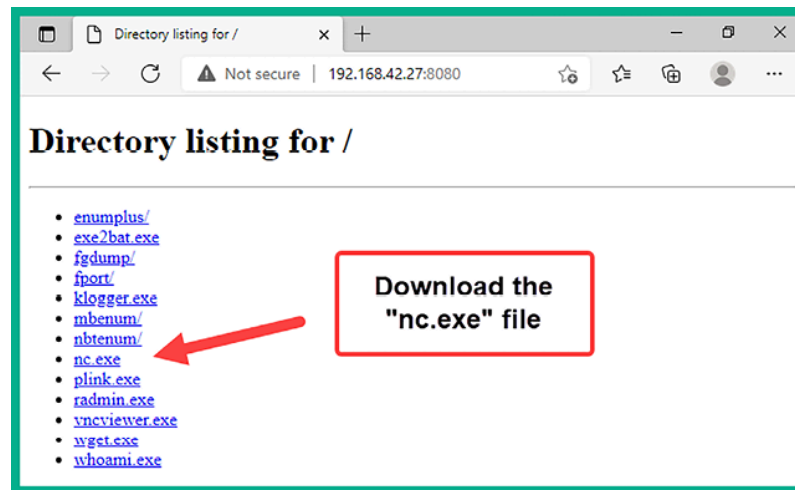 Directory listing for /
Not secure | 192.168.42.27:8080
Directory listing for /
enumplus/
exe2bat.exe
fgdump/
fport/
klogger.exe
mbenum/
nbtenum/
nc.exe
plink.exe
radmin.exe
vncviewer.exe
wget.exe
whoami.exe
Download the
"nc.exe" file